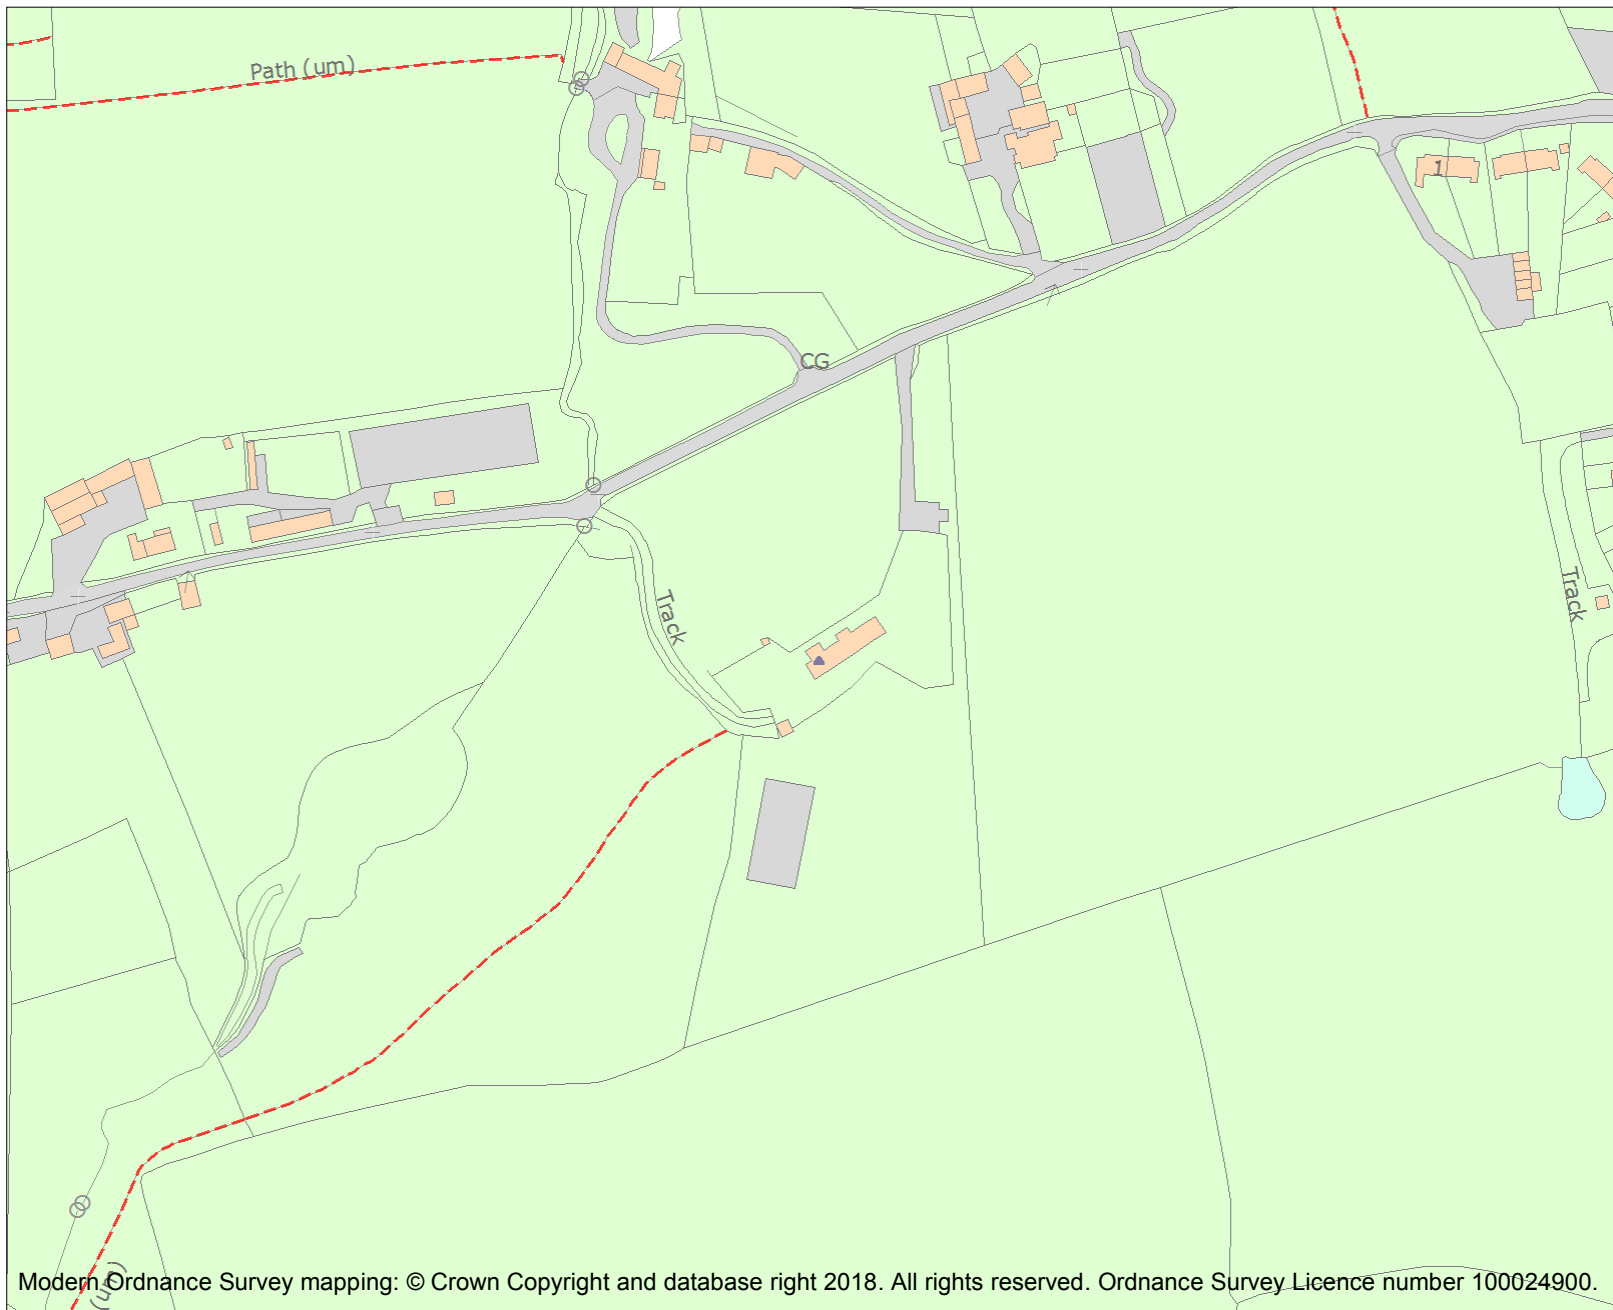 Path (um)
1
CG
Track
Track
(um)
Modern Ordnance Survey mapping: © Crown Copyright and database right 2018. All rights reserved. Ordnance Survey Licence number 100024900.